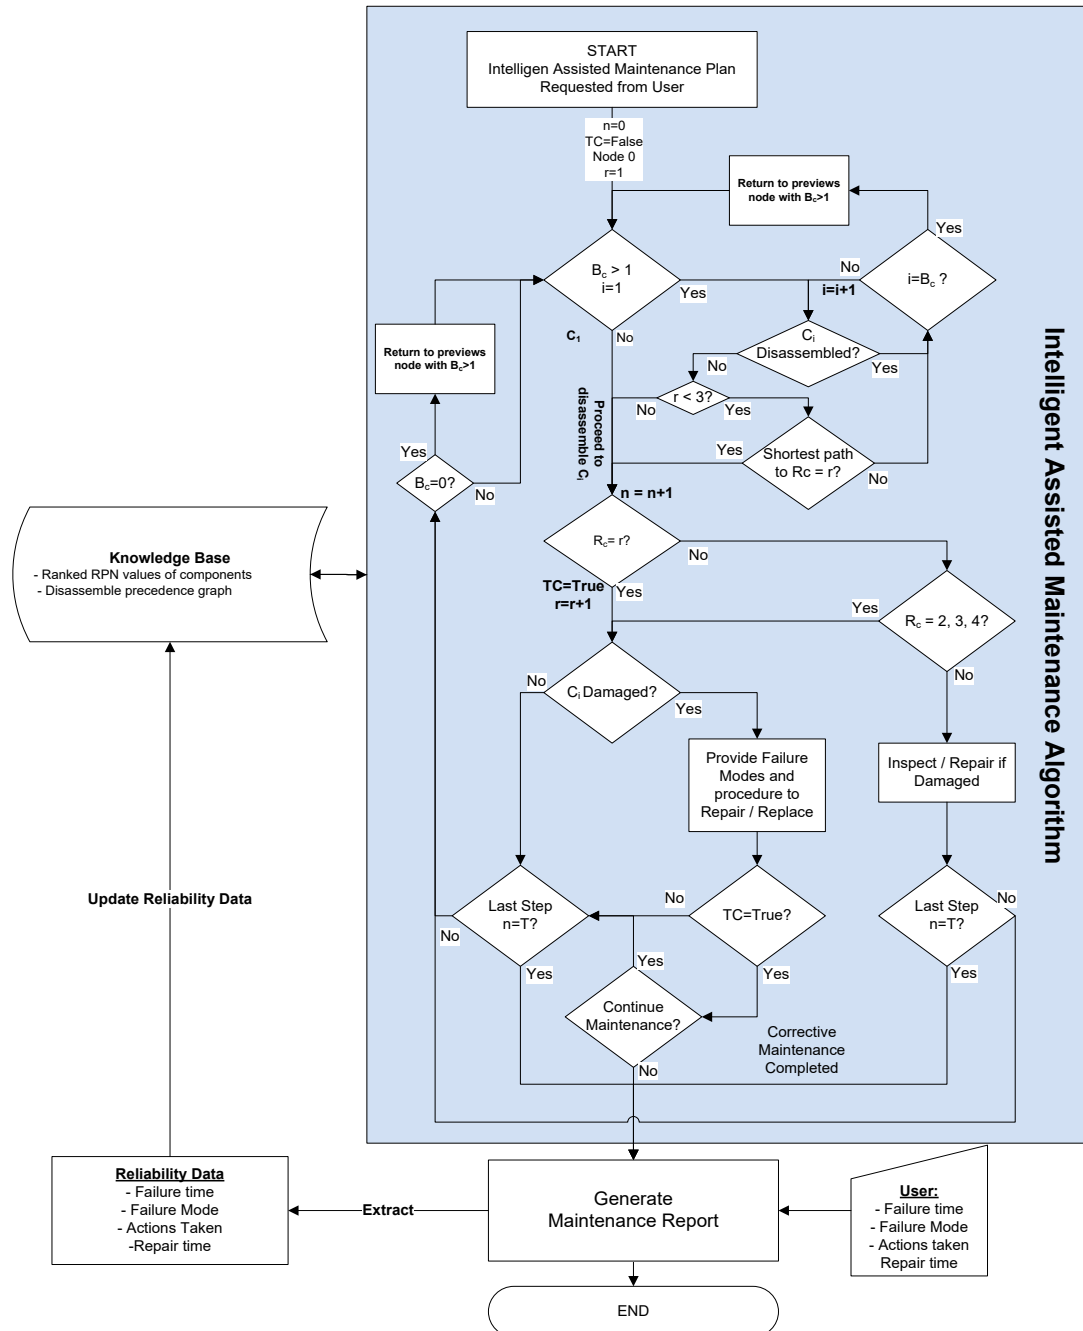 START
Intelligen Assisted Maintenance Plan
Requested from User
n=0
TC=False
Node 0
r=1
Return to previews
node with Bc>1
Yes
Bc > 1
i=1
Yes
No
i=Bc ?
i=i+1
C1
No
Ci
Disassembled?
No
Yes
Return to previews
node with Bc>1
r < 3?
No
Yes
Proceed to
disassemble Ci
Yes
Shortest path
to Rc = r?
No
Yes
Bc=0?
No
n = n+1
Rc= r?
No
TC=True
r=r+1
Yes
Yes
Rc = 2, 3, 4?
No
Knowledge Base
- Ranked RPN values of components
- Disassemble precedence graph
No
Ci Damaged?
Yes
Provide Failure
Modes and
procedure to
Repair / Replace
Inspect / Repair if
Damaged
Intelligent Assisted Maintenance Algorithm
Update Reliability Data
Last Step
n=T?
No
Yes
No
TC=True?
Yes
Last Step
n=T?
No
Yes
Yes
Continue
Maintenance?
No
Corrective
Maintenance
Completed
Reliability Data
- Failure time
- Failure Mode
- Actions Taken
-Repair time
Extract
Generate
Maintenance Report
User:
- Failure time
- Failure Mode
- Actions taken
Repair time
END